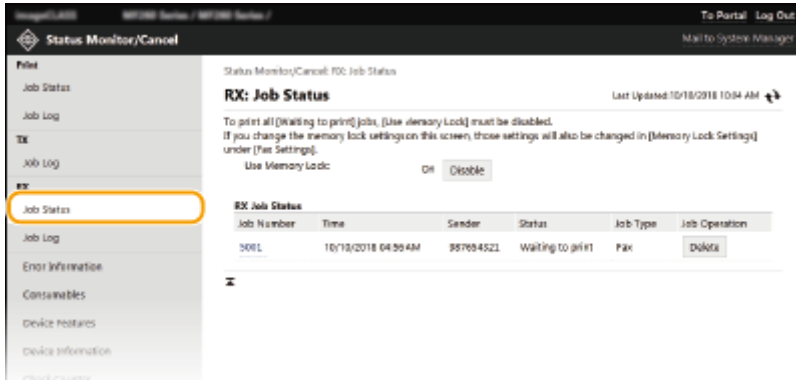 To Portal Log Out
Status Monitor/Cancel
Mail to System Manager
Print
Job Status
Job Log
TX
Job Log
RX
Job Status
Job Log
Error Information
Consumables
Device Features
Device Information
Check Counter
Status Monitor/Cancel: RX: Job Status
RX: Job Status
Last Updated: 10/10/2018 10:04 AM
To print all [Waiting to print] jobs, [Use Memory Lock] must be disabled.
If you change the memory lock settings on this screen, those settings will also be changed in [Memory Lock Settings]
under [Fax Settings].
Use Memory Lock: Disable
RX Job Status
Job Number Time Sender Status Job Type Job Operation
5001 10/10/2018 04:56 AM 987654321 Waiting to print Fax Delete